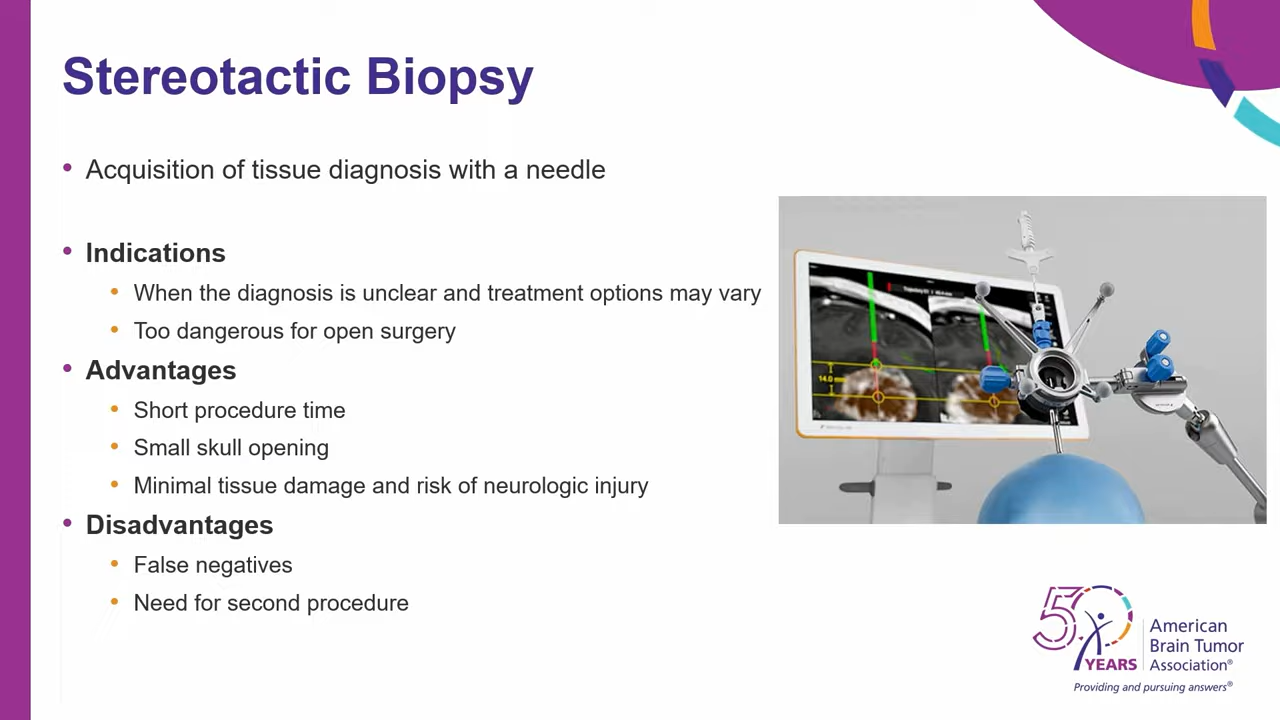 Stereotactic Biopsy
• Acquisition of tissue diagnosis with a needle
• Indications
• When the diagnosis is unclear and treatment options may vary
• Too dangerous for open surgery
• Advantages
• Short procedure time
• Small skull opening
• Minimal tissue damage and risk of neurologic injury
• Disadvantages
• False negatives
• Need for second procedure
14.0
50
YEARS
American
Brain Tumor
Association®
Providing and pursuing answers®